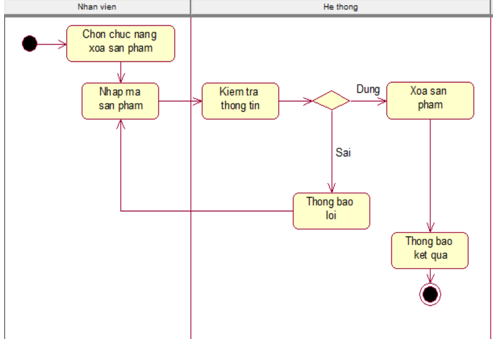 Nhan vien
He thong
Chon chuc nang
xoa san pham
Nhap ma
san pham
Kiem tra
thong tin
Dung
Xoa san
pham
Sai
Thong bao
loi
Thong bao
ket qua